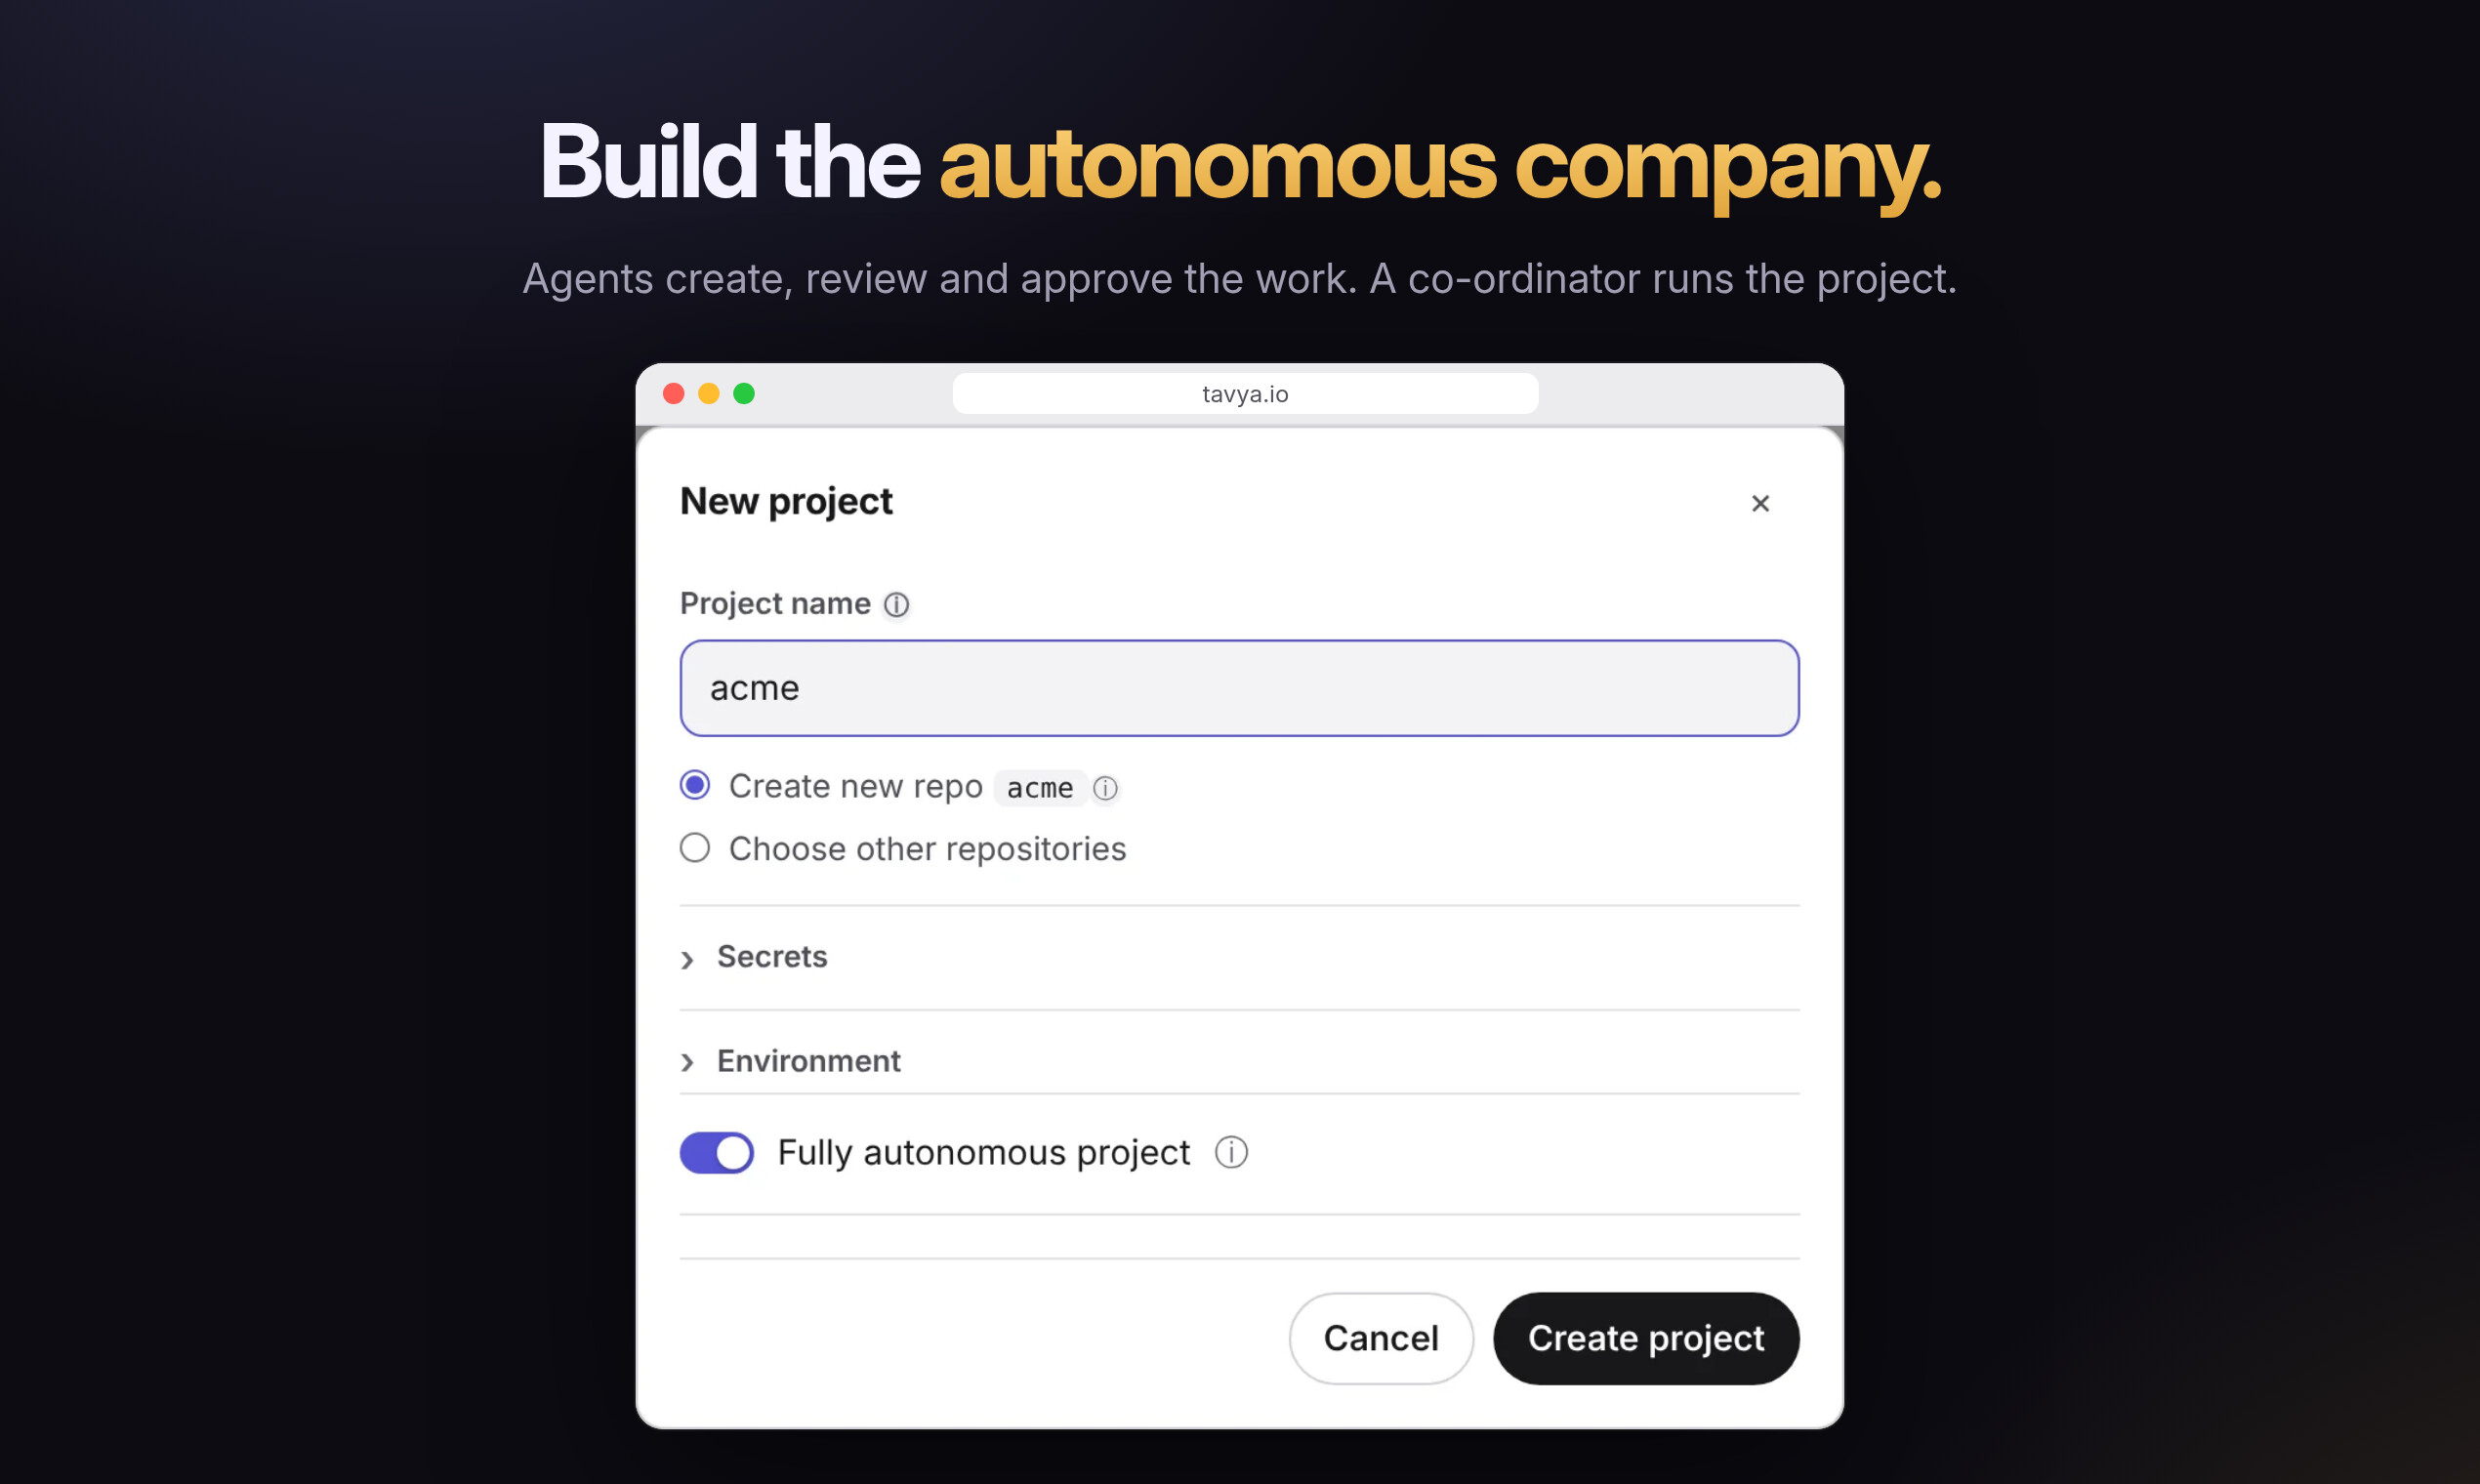 Build the autonomous company.
Agents create, review and approve the work. A co-ordinator runs the project.
tavya.io
New project
Project name
acme
Create new repo acme
Choose other repositories
Secrets
Environment
Fully autonomous project
Cancel Create project